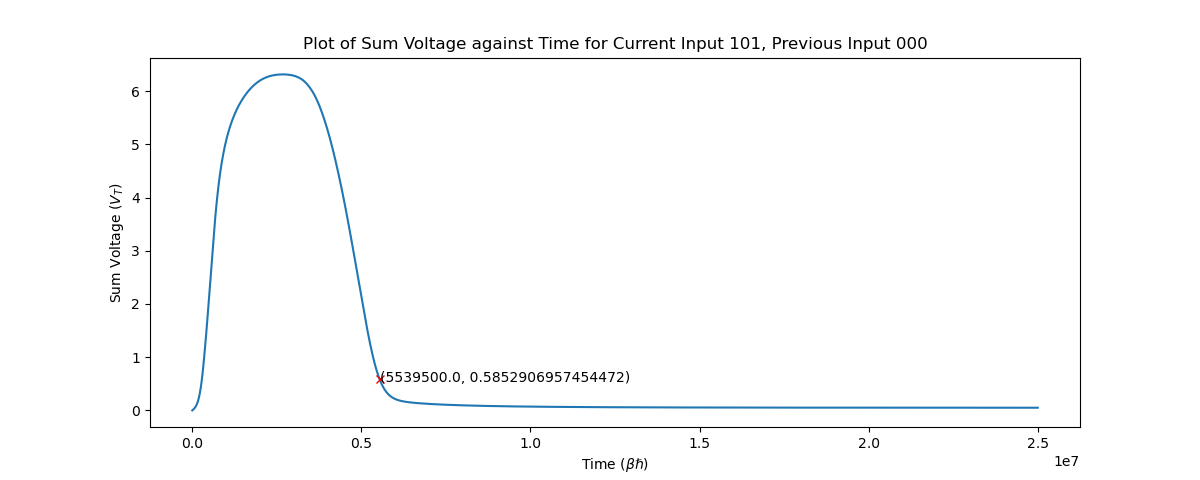 Plot of Sum Voltage against Time for Current Input 101, Previous Input 000
Sum Voltage (V_T)
6
5
4
3
2
1
0
(5539500.0, 0.5852906957454472)
0.0 0.5 1.0 1.5 2.0 2.5
1e7
Time (βℏ)